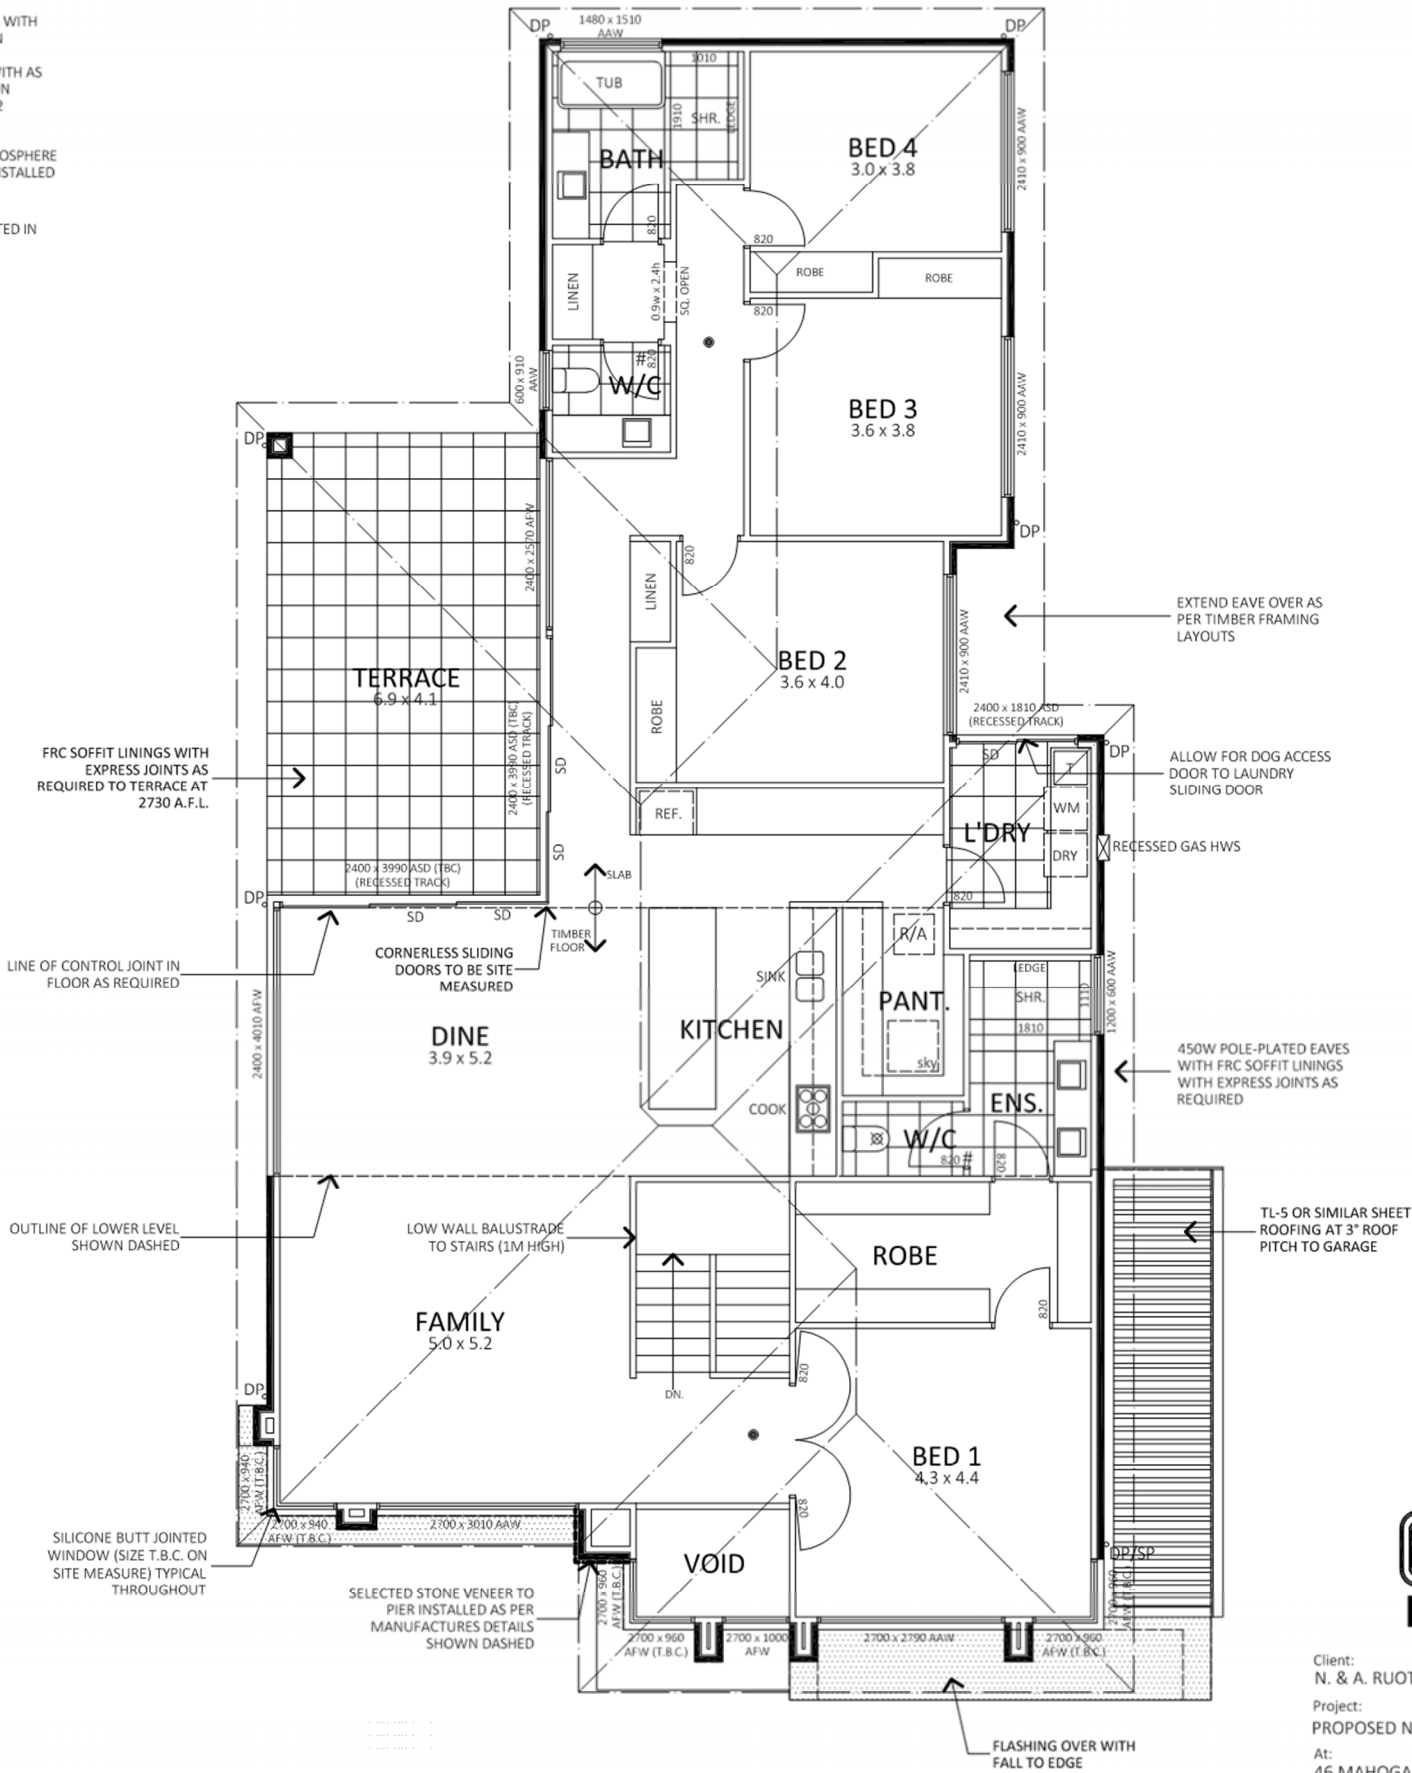 WITH
N
WITH AS
IN
2
OSPHERE
STALLED
TED IN
DP
1480 x 1510
AAW
DP
TUB
1010
1910
SHR.
LEDGE
BATH
BED 4
3.0 x 3.8
2410 x 900 AAW
820
820
ROBE
ROBE
LINEN
0.9w x 2.4h
SQ. OPEN
820
#
820
W/C
600 x 910
AAW
BED 3
3.6 x 3.8
2410 x 900 AAW
DP
DP
2400 x 2570 AFW
820
LINEN
EXTEND EAVE OVER AS
PER TIMBER FRAMING
LAYOUTS
2410 x 900 AAW
BED 2
3.6 x 4.0
TERRACE
6.9 x 4.1
ROBE
2400 x 3990 ASD (TBC)
(RECESSED TRACK)
SD
2400 x 1810 ASD
(RECESSED TRACK)
SD
DP
T
FRC SOFFIT LININGS WITH
EXPRESS JOINTS AS
REQUIRED TO TERRACE AT
2730 A.F.L.
ALLOW FOR DOG ACCESS
DOOR TO LAUNDRY
SLIDING DOOR
REF.
WM
L'DRY
DRY
RECESSED GAS HWS
SD
2400 x 3990 ASD (TBC)
(RECESSED TRACK)
SLAB
820
DP
SD
SD
TIMBER
FLOOR
R/A
CORNERLESS SLIDING
DOORS TO BE SITE
MEASURED
LINE OF CONTROL JOINT IN
FLOOR AS REQUIRED
SINK
LEDGE
SHR.
1110
1810
1200 x 600 AAW
PANT.
2400 x 4010 AFW
DINE
3.9 x 5.2
KITCHEN
sky
450W POLE-PLATED EAVES
WITH FRC SOFFIT LININGS
WITH EXPRESS JOINTS AS
REQUIRED
COOK
ENS.
W/C
820
#
820
OUTLINE OF LOWER LEVEL
SHOWN DASHED
LOW WALL BALUSTRADE
TO STAIRS (1M HIGH)
TL-5 OR SIMILAR SHEET
ROOFING AT 3° ROOF
PITCH TO GARAGE
ROBE
820
FAMILY
5.0 x 5.2
820
DN.
DP
BED 1
4.3 x 4.4
2700 x 940
AFW (T.B.C.)
820
2700 x 940
AFW (T.B.C.)
2700 x 3010 AAW
SILICONE BUTT JOINTED
WINDOW (SIZE T.B.C. ON
SITE MEASURE) TYPICAL
THROUGHOUT
VOID
DP/SP
SELECTED STONE VENEER TO
PIER INSTALLED AS PER
MANUFACTURES DETAILS
SHOWN DASHED
2700 x 960
AFW (T.B.C.)
2700 x 960
AFW (T.B.C.)
2700 x 960
AFW (T.B.C.)
2700 x 1000
AFW
2700 x 2790 AAW
2700 x 960
AFW (T.B.C.)
FLASHING OVER WITH
FALL TO EDGE
Client:
N. & A. RUOT
Project:
PROPOSED N
At:
46 MAHOGA